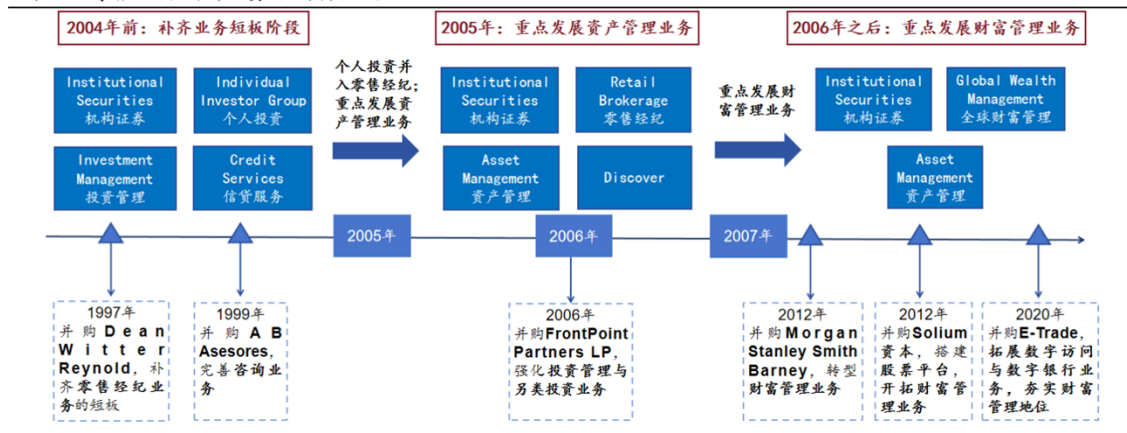 2004年前：补齐业务短板阶段
2005年：重点发展资产管理业务
2006年之后：重点发展财富管理业务
Institutional
Securities
机构证券
Individual
Investor Group
个人投资
Investment
Management
投资管理
Credit
Services
信贷服务
个人投资并
入零售经纪；
重点发展资
产管理业务
Institutional
Securities
机构证券
Retail
Brokerage
零售经纪
Asset
Management
资产管理
Discover
重点发展财
富管理业务
Institutional
Securities
机构证券
Global Wealth
Management
全球财富管理
Asset
Management
资产管理
2005年
2006年
2007年
1997年
并购Dean
Witter
Reynold，补
齐零售经纪业
务的短板
1999年
并购AB
Asesores，
完善咨询业
务
2006年
并购FrontPoint
Partners LP，
强化投资管理与
另类投资业务
2012年
并购Morgan
Stanley Smith
Barney，转型
财富管理业务
2012年
并购Solium
资本，搭建
股票平台，
开拓财富管
理业务
2020年
并购E-Trade，
拓展数字访问
与数字银行业
务，夯实财富
管理地位